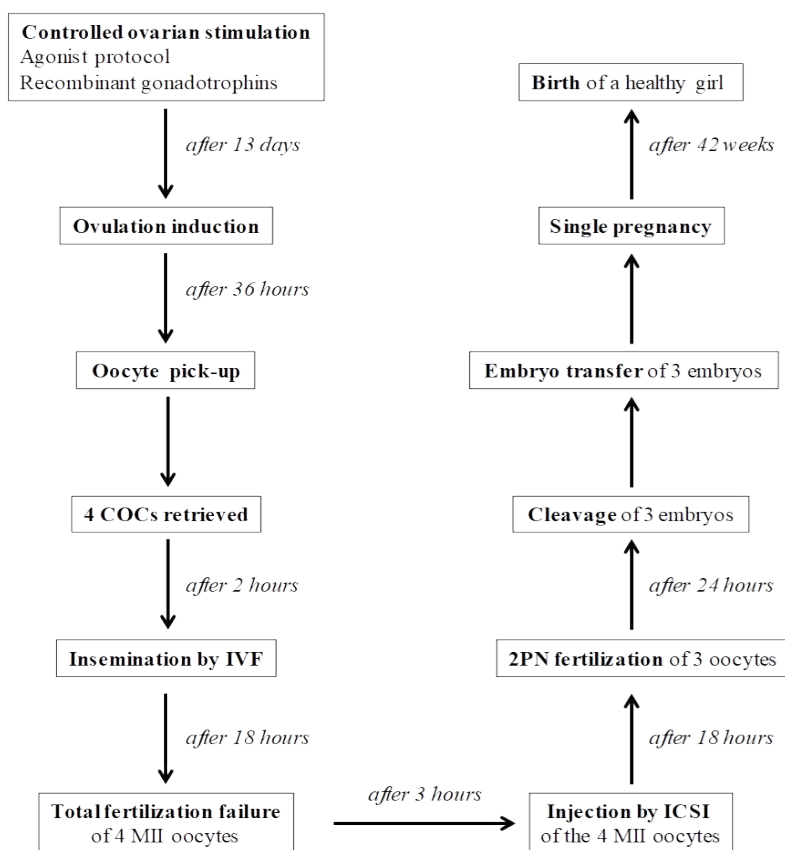 Controlled ovarian stimulation
Agonist protocol
Recombinant gonadotrophins
after 13 days
Ovulation induction
after 36 hours
Oocyte pick-up
4 COCs retrieved
after 2 hours
Insemination by IVF
after 18 hours
Total fertilization failure
of 4 MII oocytes
after 3 hours
Injection by ICSI
of the 4 MII oocytes
after 18 hours
2PN fertilization of 3 oocytes
after 24 hours
Cleavage of 3 embryos
Embryo transfer of 3 embryos
Single pregnancy
after 42 weeks
Birth of a healthy girl